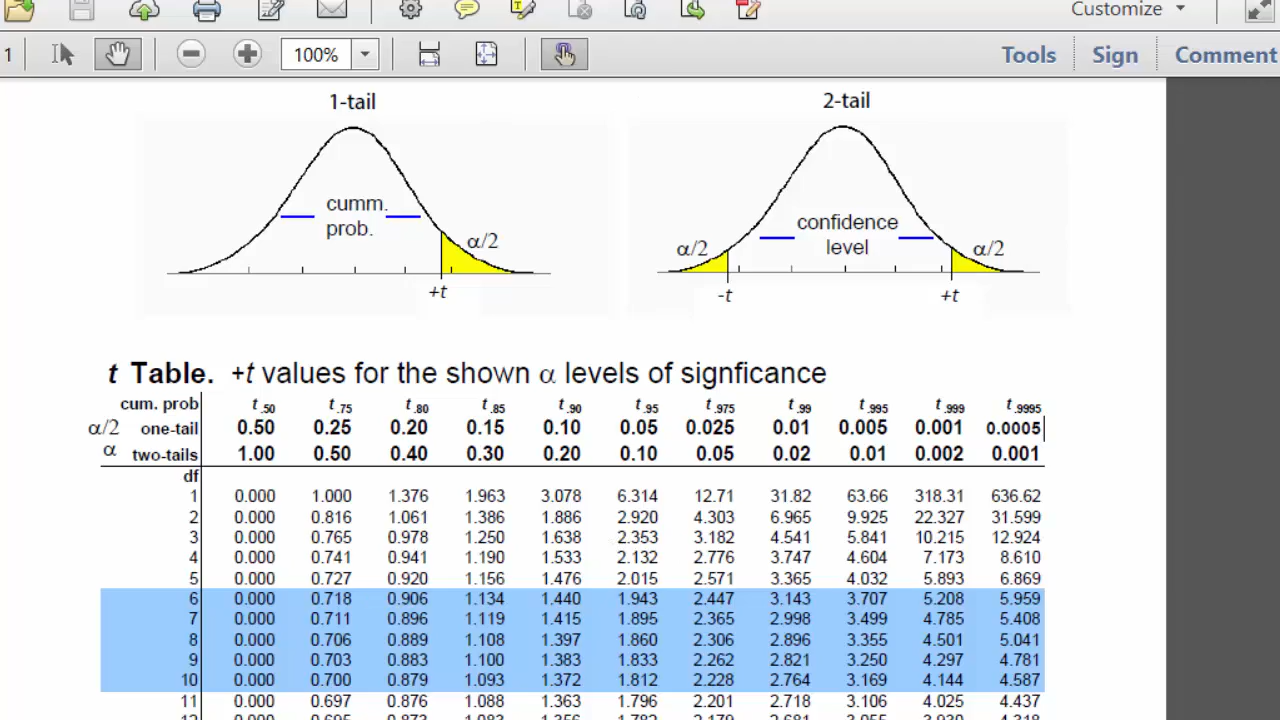 Customize
1
100%
Tools Sign Comment
1-tail 2-tail
cumm.
prob.
α/2
+t
confidence
level
α/2 α/2
-t +t
t Table. +t values for the shown α levels of signficance
cum. prob t.50 t.75 t.80 t.85 t.90 t.95 t.975 t.99 t.995 t.999 t.9995
α/2 one-tail 0.50 0.25 0.20 0.15 0.10 0.05 0.025 0.01 0.005 0.001 0.0005
α two-tails 1.00 0.50 0.40 0.30 0.20 0.10 0.05 0.02 0.01 0.002 0.001
df
1 0.000 1.000 1.376 1.963 3.078 6.314 12.71 31.82 63.66 318.31 636.62
2 0.000 0.816 1.061 1.386 1.886 2.920 4.303 6.965 9.925 22.327 31.599
3 0.000 0.765 0.978 1.250 1.638 2.353 3.182 4.541 5.841 10.215 12.924
4 0.000 0.741 0.941 1.190 1.533 2.132 2.776 3.747 4.604 7.173 8.610
5 0.000 0.727 0.920 1.156 1.476 2.015 2.571 3.365 4.032 5.893 6.869
6 0.000 0.718 0.906 1.134 1.440 1.943 2.447 3.143 3.707 5.208 5.959
7 0.000 0.711 0.896 1.119 1.415 1.895 2.365 2.998 3.499 4.785 5.408
8 0.000 0.706 0.889 1.108 1.397 1.860 2.306 2.896 3.355 4.501 5.041
9 0.000 0.703 0.883 1.100 1.383 1.833 2.262 2.821 3.250 4.297 4.781
10 0.000 0.700 0.879 1.093 1.372 1.812 2.228 2.764 3.169 4.144 4.587
11 0.000 0.697 0.876 1.088 1.363 1.796 2.201 2.718 3.106 4.025 4.437